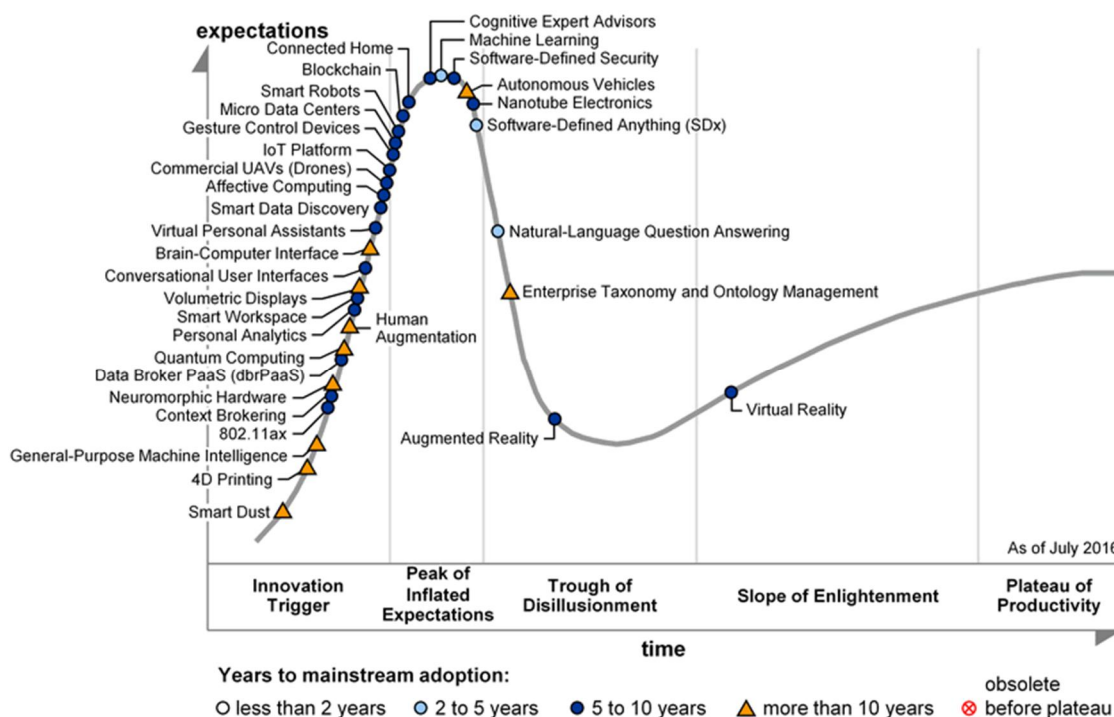 expectations
Cognitive Expert Advisors
Connected Home
Machine Learning
Blockchain
Software-Defined Security
Smart Robots
Autonomous Vehicles
Micro Data Centers
Nanotube Electronics
Gesture Control Devices
Software-Defined Anything (SDx)
IoT Platform
Commercial UAVs (Drones)
Affective Computing
Smart Data Discovery
Virtual Personal Assistants
Natural-Language Question Answering
Brain-Computer Interface
Conversational User Interfaces
Volumetric Displays
Enterprise Taxonomy and Ontology Management
Smart Workspace
Human
Augmentation
Personal Analytics
Quantum Computing
Data Broker PaaS (dbrPaaS)
Neuromorphic Hardware
Context Brokering
802.11ax
Augmented Reality
Virtual Reality
General-Purpose Machine Intelligence
4D Printing
Smart Dust
As of July 2016
Innovation
Trigger
Peak of
Inflated
Expectations
Trough of
Disillusionment
Slope of Enlightenment
Plateau of
Productivity
time
Years to mainstream adoption:
less than 2 years
2 to 5 years
5 to 10 years
more than 10 years
obsolete
before plateau